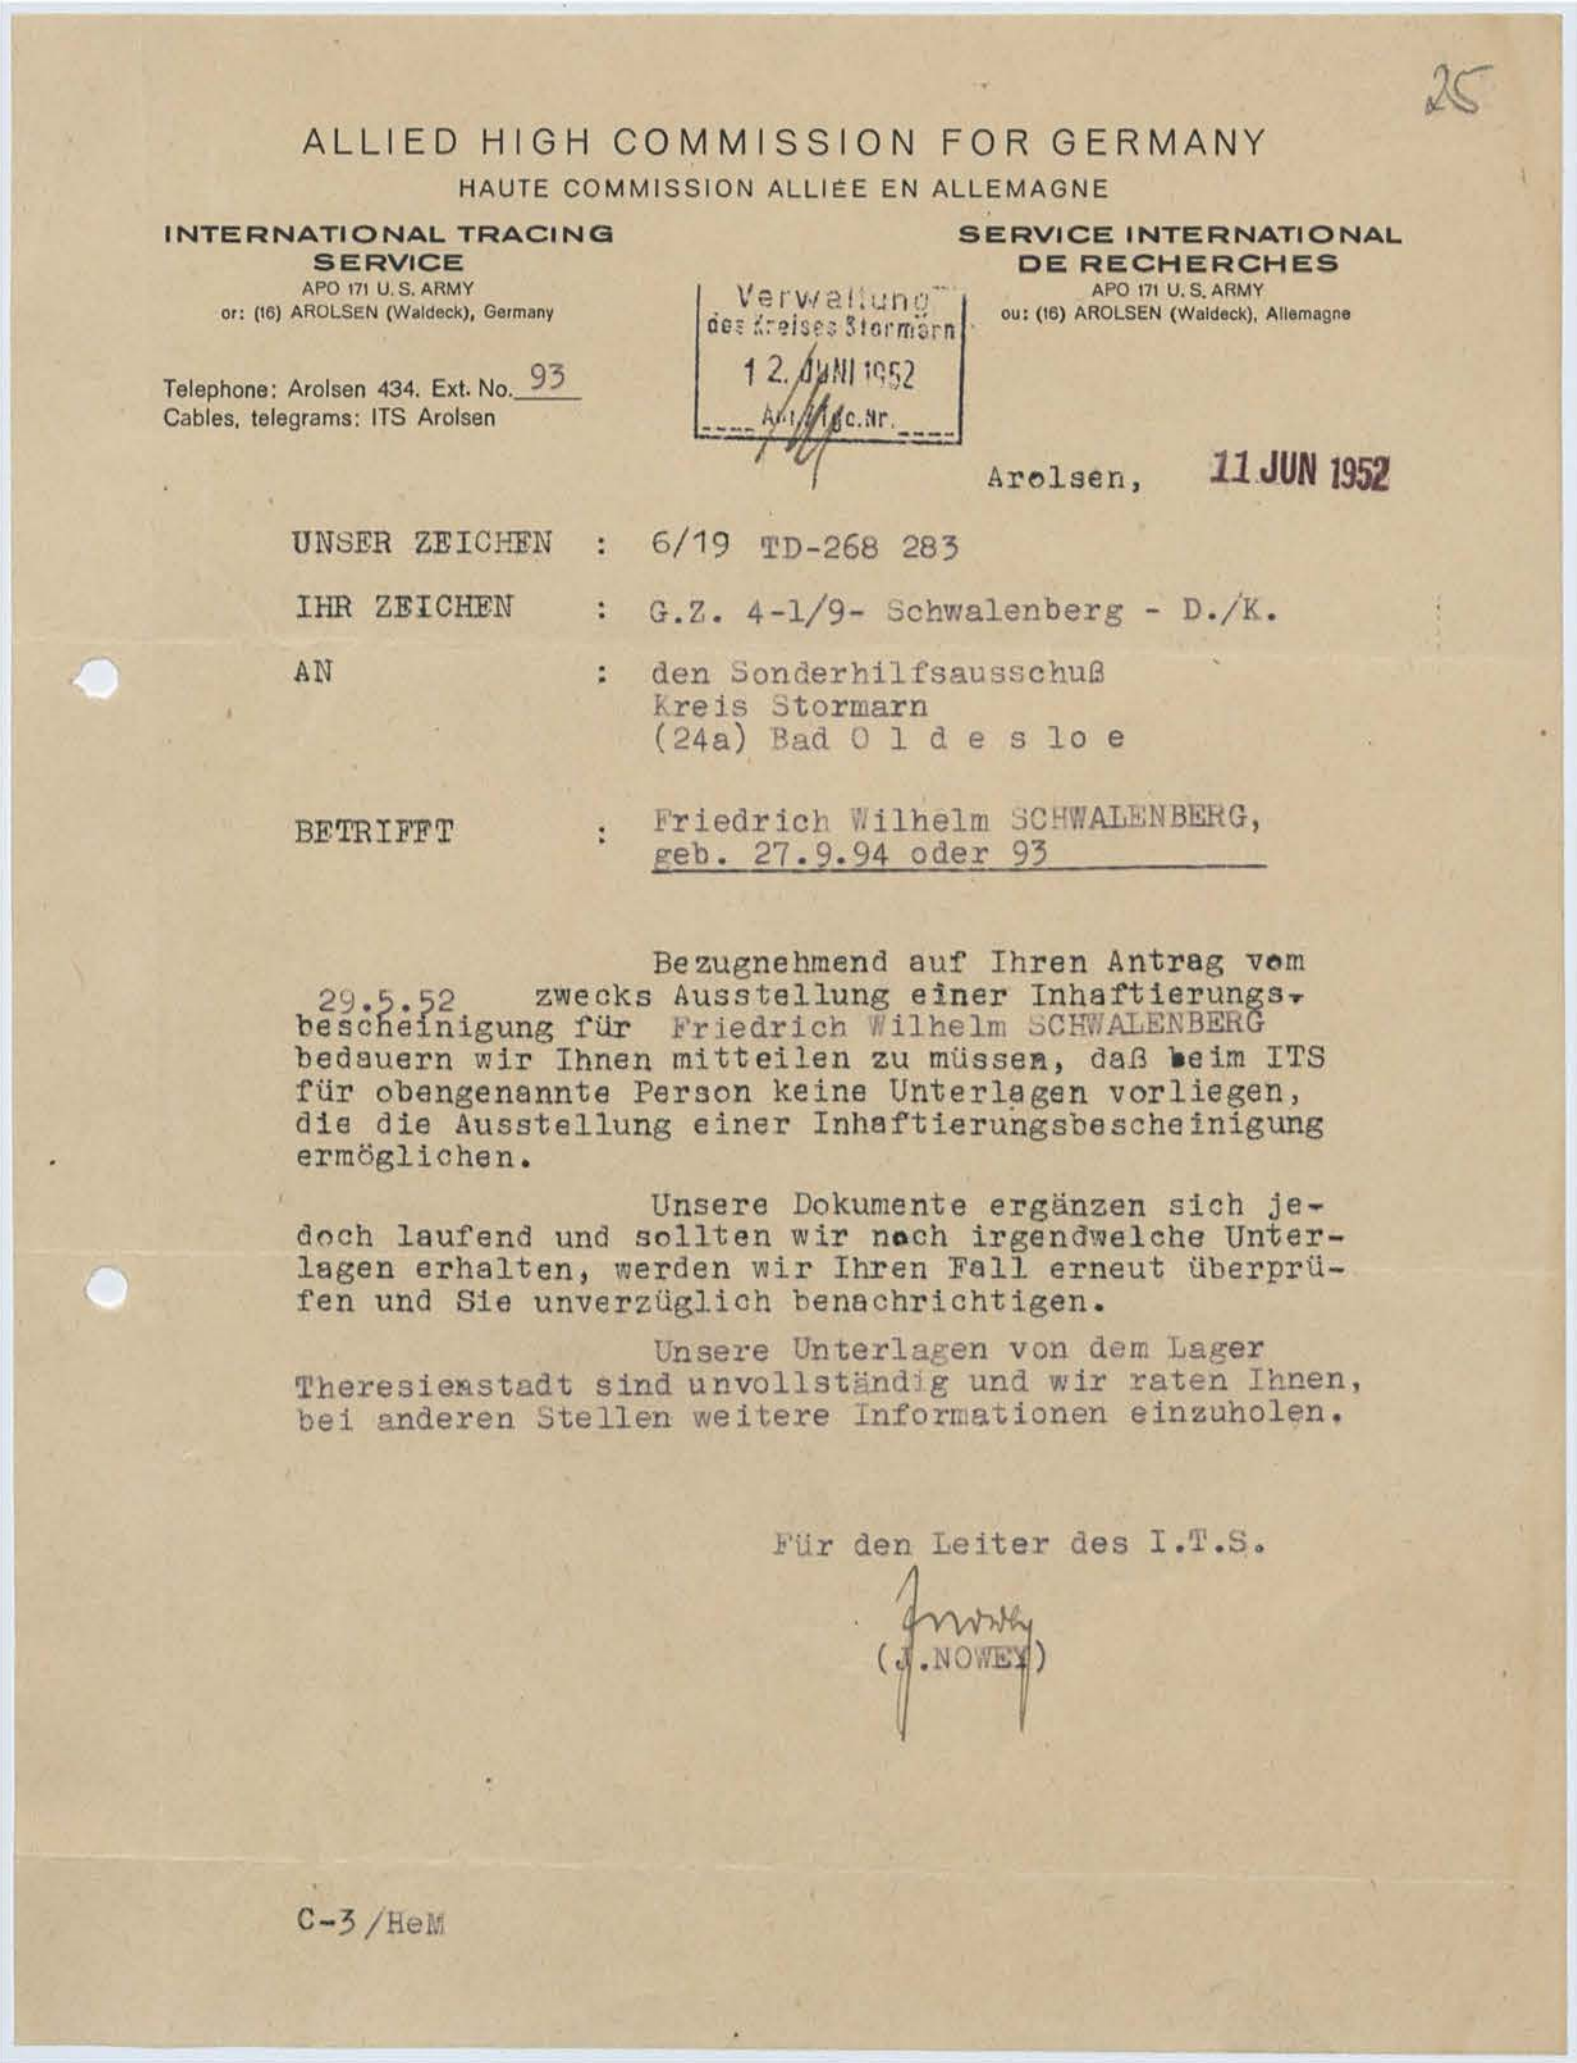 25
ALLIED HIGH COMMISSION FOR GERMANY
HAUTE COMMISSION ALLIÉE EN ALLEMAGNE
INTERNATIONAL TRACING
SERVICE
APO 171 U.S. ARMY
or: (16) AROLSEN (Waldeck), Germany
SERVICE INTERNATIONAL
DE RECHERCHES
APO 171 U.S. ARMY
ou: (16) AROLSEN (Waldeck), Allemagne
Verwaltung
des Kreises Stormarn
12. JUNI 1952
Telephone: Arolsen 434. Ext. No. 93
Cables, telegrams: ITS Arolsen
Arolsen, 11 JUN 1952
UNSER ZEICHEN : 6/19 TD-268 283
IHR ZEICHEN : G.Z. 4-1/9- Schwalenberg - D./K.
AN : den Sonderhilfsausschuß
Kreis Stormarn
(24a) Bad O l d e s lo e
BETRIFFT : Friedrich Wilhelm SCHWALENBERG,
geb. 27.9.94 oder 93
Bezugnehmend auf Ihren Antrag vom
29.5.52 zwecks Ausstellung einer Inhaftierungs-
bescheinigung für Friedrich Wilhelm SCHWALENBERG
bedauern wir Ihnen mitteilen zu müssen, daß beim ITS
für obengenannte Person keine Unterlagen vorliegen,
die die Ausstellung einer Inhaftierungsbescheinigung
ermöglichen.
Unsere Dokumente ergänzen sich je-
doch laufend und sollten wir noch irgendwelche Unter-
lagen erhalten, werden wir Ihren Fall erneut überprü-
fen und Sie unverzüglich benachrichtigen.
Unsere Unterlagen von dem Lager
Theresienstadt sind unvollständig und wir raten Ihnen,
bei anderen Stellen weitere Informationen einzuholen.
Für den Leiter des I.T.S.
(J.NOWEY)
C-3/HeM